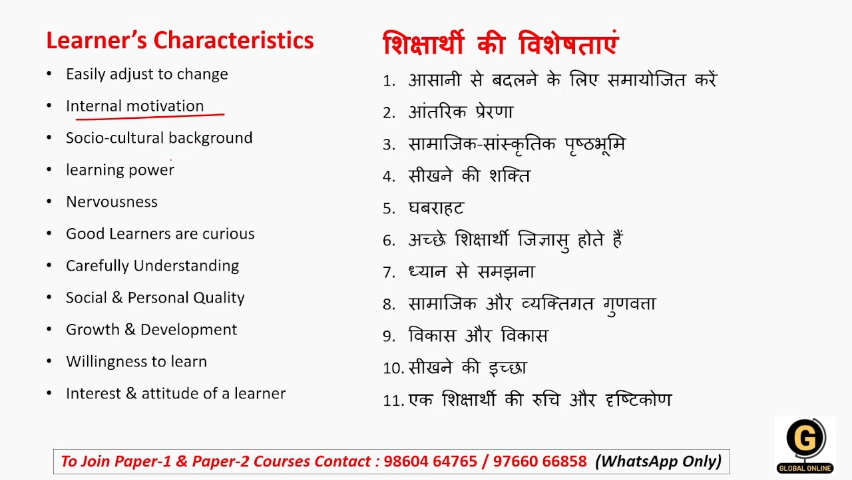 Learner's Characteristics
• Easily adjust to change
• Internal motivation
• Socio-cultural background
• learning power
• Nervousness
• Good Learners are curious
• Carefully Understanding
• Social & Personal Quality
• Growth & Development
• Willingness to learn
• Interest & attitude of a learner
शिक्षार्थी की विशेषताएं
1. आसानी से बदलने के लिए समायोजित करें
2. आंतरिक प्रेरणा
3. सामाजिक-सांस्कृतिक पृष्ठभूमि
4. सीखने की शक्ति
5. घबराहट
6. अच्छे शिक्षार्थी जिज्ञासु होते हैं
7. ध्यान से समझना
8. सामाजिक और व्यक्तिगत गुणवत्ता
9. विकास और विकास
10. सीखने की इच्छा
11. एक शिक्षार्थी की रुचि और दृष्टिकोण
To Join Paper-1 & Paper-2 Courses Contact : 98604 64765 / 97660 66858 (WhatsApp Only)
G
GLOBAL ONLINE